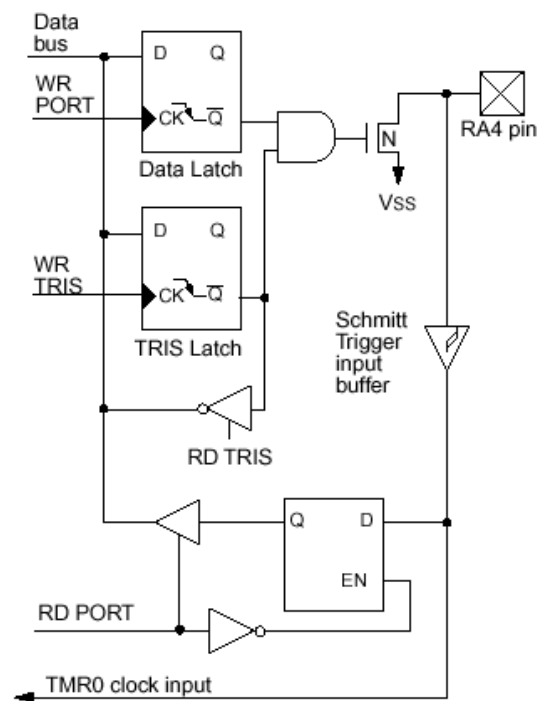 Data
bus
D
Q
WR
PORT
CK
Q
N
RA4 pin
Data Latch
VSS
D
Q
WR
TRIS
CK
Q
Schmitt
Trigger
input
buffer
TRIS Latch
RD TRIS
Q
D
EN
RD PORT
TMR0 clock input